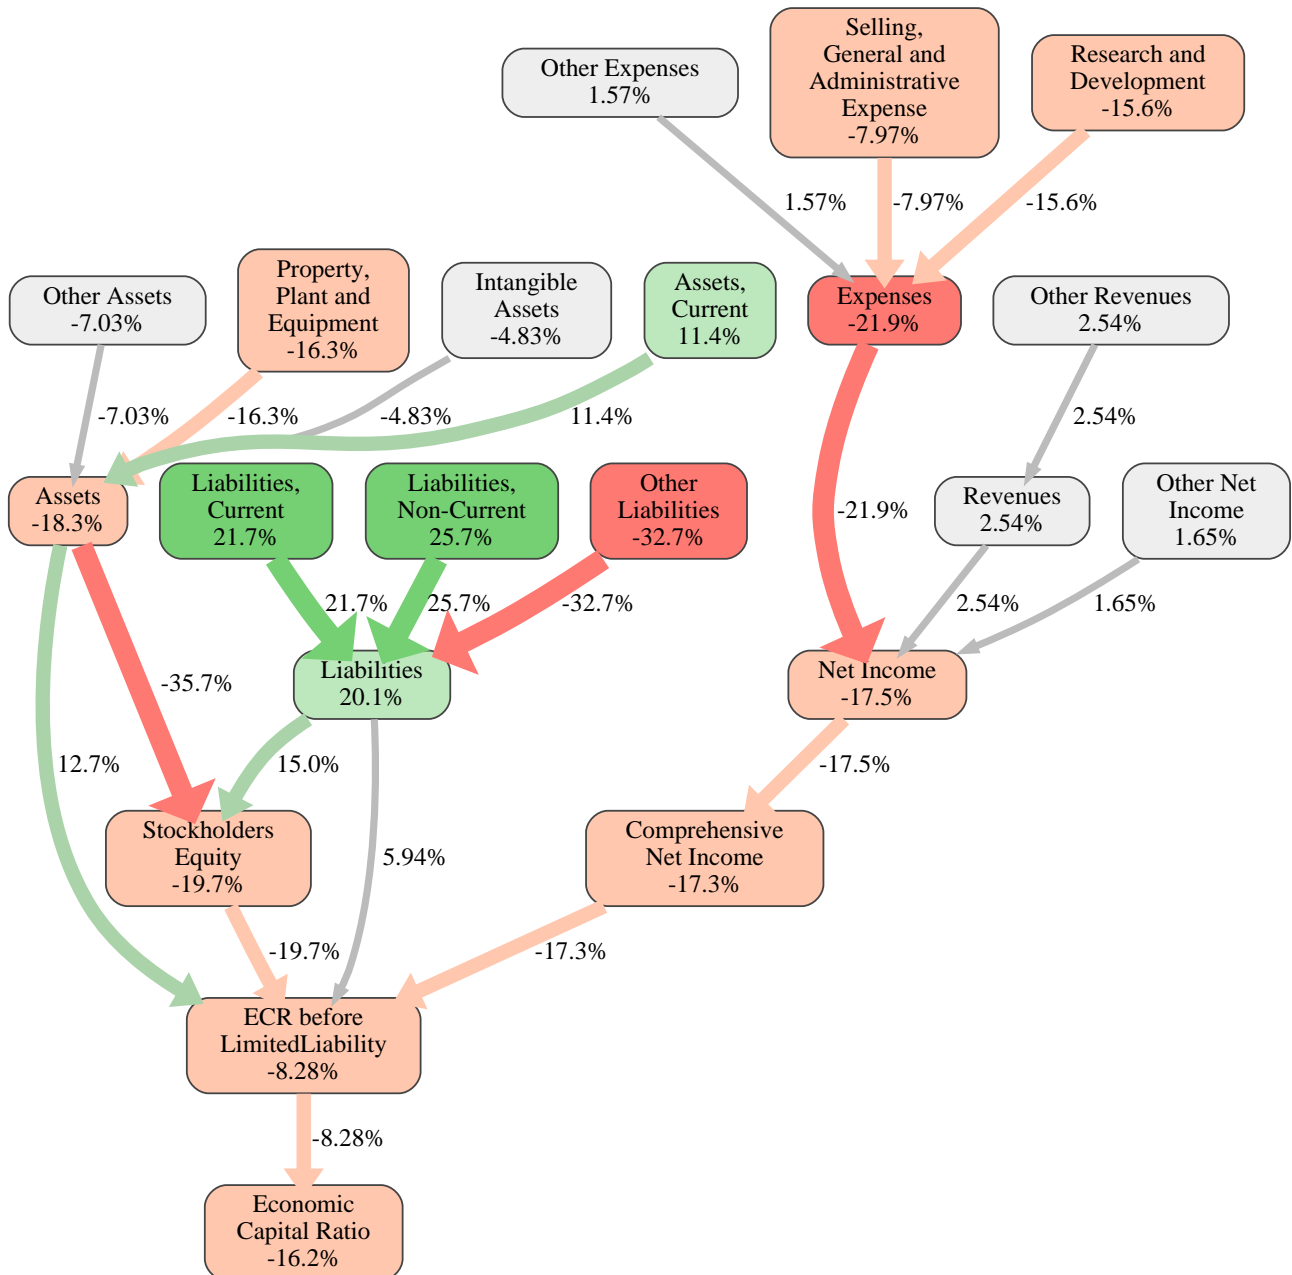 Selling,
General and
Administrative
Expense
-7.97%
Other Expenses
1.57%
Research and
Development
-15.6%
1.57%
-7.97%
-15.6%
Other Assets
-7.03%
Property,
Plant and
Equipment
-16.3%
Intangible
Assets
-4.83%
Assets,
Current
11.4%
Expenses
-21.9%
Other Revenues
2.54%
-7.03%
-16.3%
-4.83%
11.4%
2.54%
Assets
-18.3%
Liabilities,
Current
21.7%
Liabilities,
Non-Current
25.7%
Other
Liabilities
-32.7%
-21.9%
Revenues
2.54%
Other Net
Income
1.65%
21.7%
25.7%
-32.7%
2.54%
1.65%
-35.7%
Liabilities
20.1%
Net Income
-17.5%
12.7%
15.0%
-17.5%
Stockholders
Equity
-19.7%
5.94%
Comprehensive
Net Income
-17.3%
-19.7%
-17.3%
ECR before
LimitedLiability
-8.28%
-8.28%
Economic
Capital Ratio
-16.2%